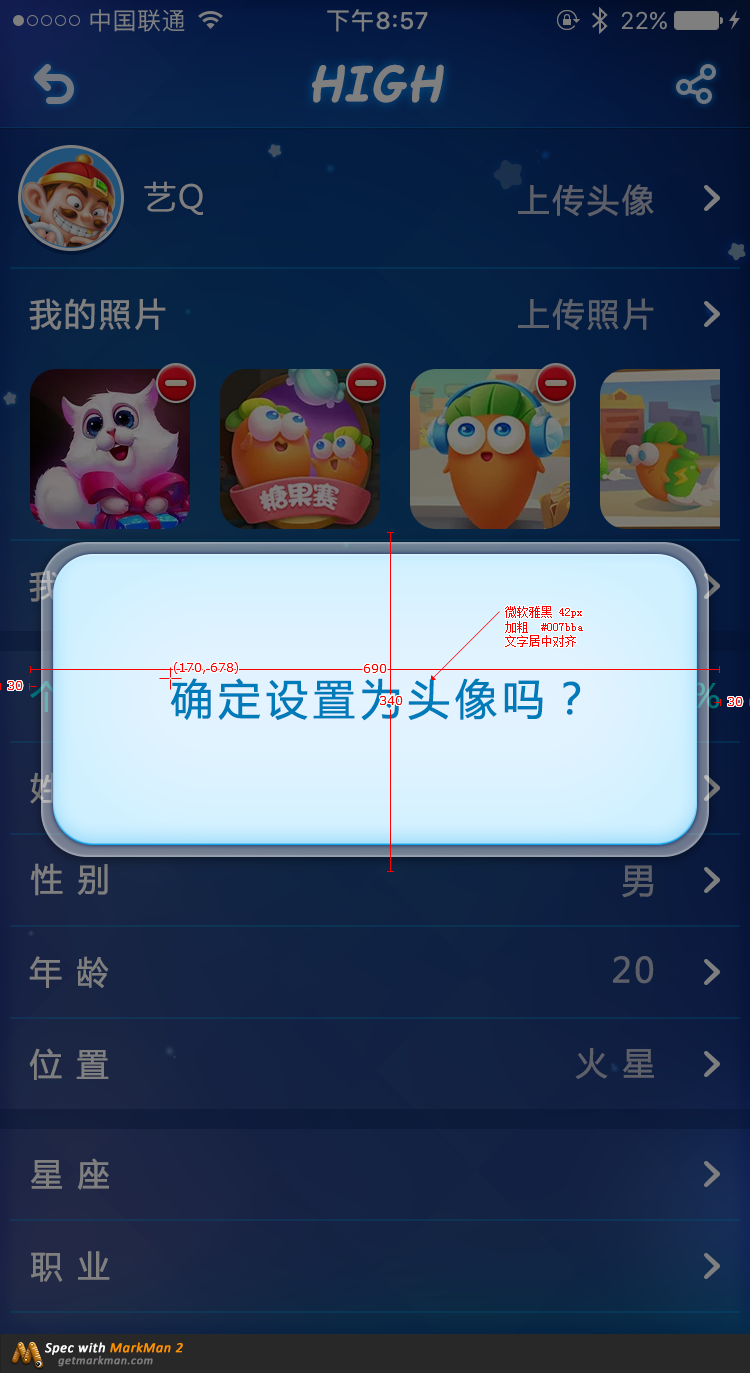 中国联通 下午8:57 22%
HIGH
艺Q 上传头像
我的照片 上传照片
糖果赛
我
微软雅黑 42px
加粗 #007bba
文字居中对齐
(170,-678) 690
30 个 340 % 30
确定设置为头像吗？
姓
性 别 男
年 龄 20
位 置 火 星
星 座
职 业
Spec with MarkMan 2
getmarkman.com